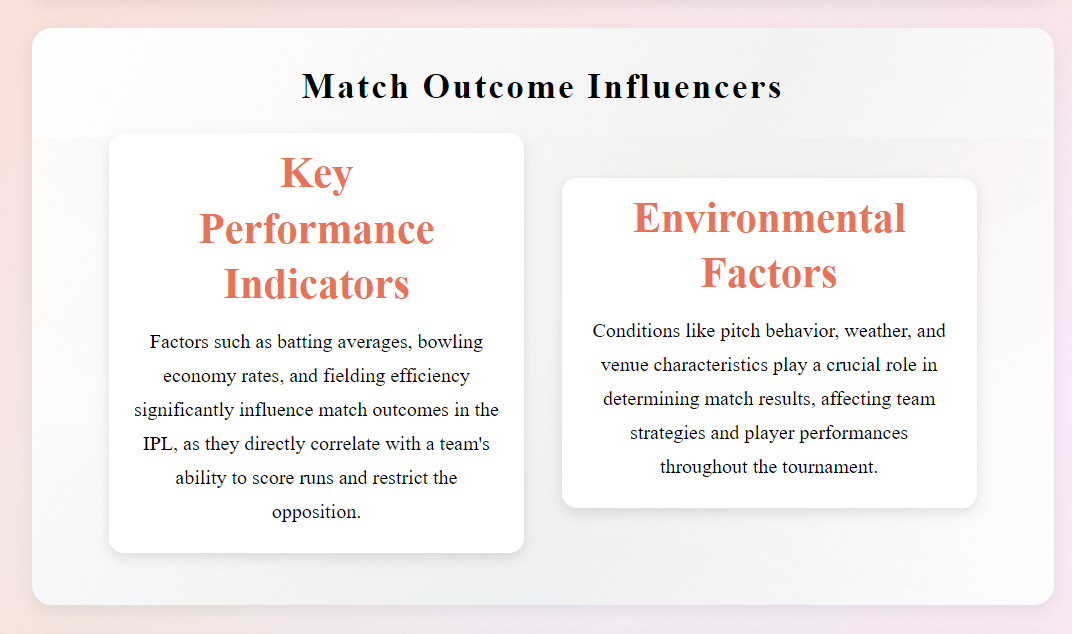 Match Outcome Influencers
Key
Performance
Indicators
Factors such as batting averages, bowling
economy rates, and fielding efficiency
significantly influence match outcomes in the
IPL, as they directly correlate with a team's
ability to score runs and restrict the
opposition.
Environmental
Factors
Conditions like pitch behavior, weather, and
venue characteristics play a crucial role in
determining match results, affecting team
strategies and player performances
throughout the tournament.